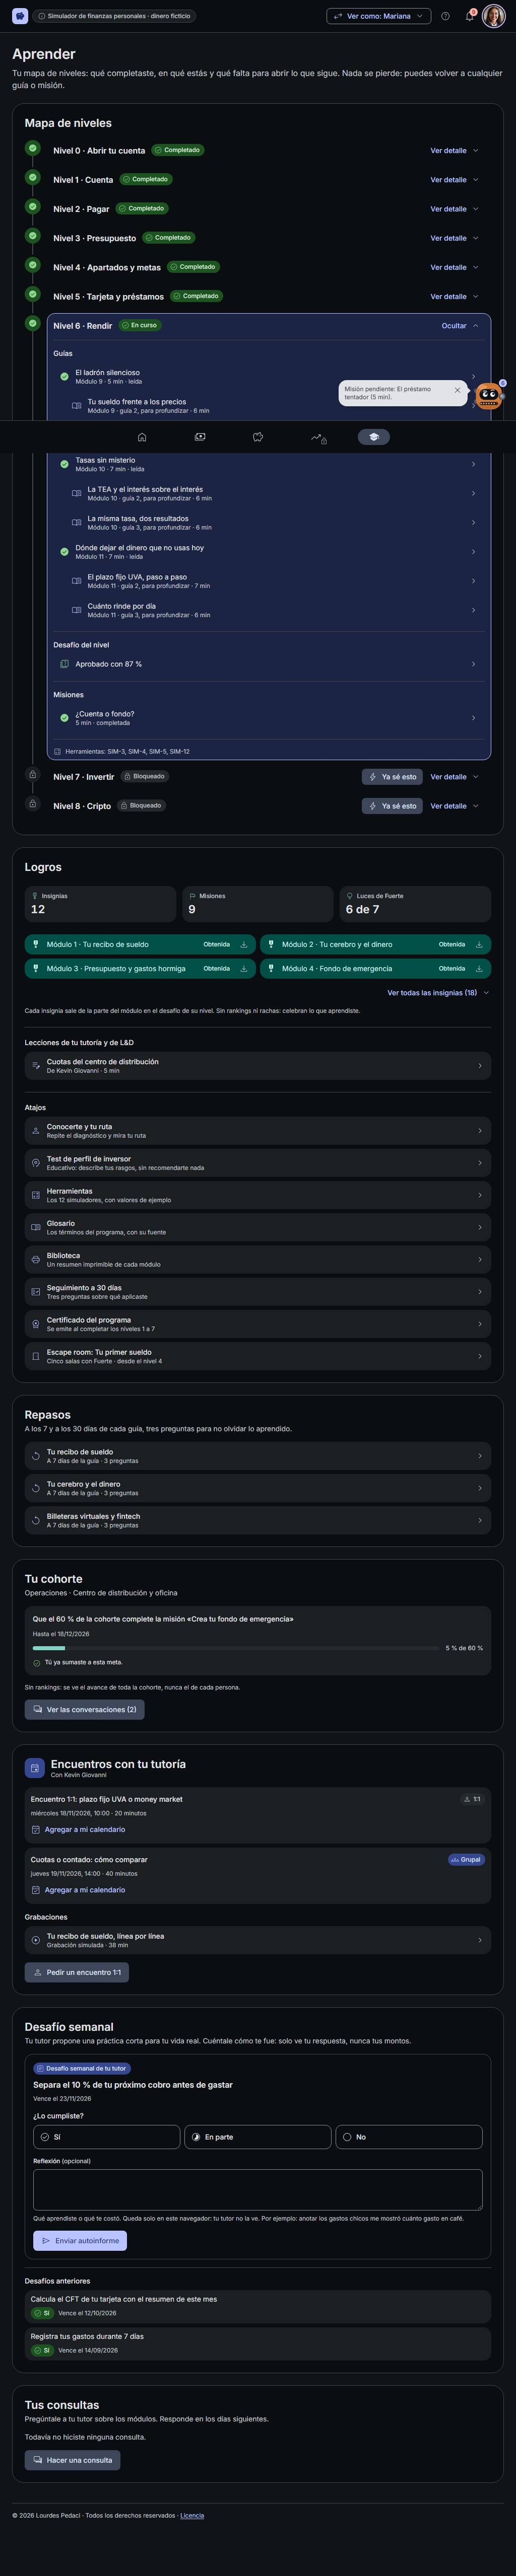 Simulador de finanzas personales · dinero ficticio
Ver como: Mariana
Aprender
Tu mapa de niveles: qué completaste, en qué estás y qué falta para abrir lo que sigue. Nada se pierde: puedes volver a cualquier
guía o misión.
Mapa de niveles
Nivel 0 · Abrir tu cuenta
Completado
Ver detalle
Nivel 1 · Cuenta
Completado
Ver detalle
Nivel 2 · Pagar
Completado
Ver detalle
Nivel 3 · Presupuesto
Completado
Ver detalle
Nivel 4 · Apartados y metas
Completado
Ver detalle
Nivel 5 · Tarjeta y préstamos
Completado
Ver detalle
Nivel 6 · Rendir
En curso
Ocultar
Guías
El ladrón silencioso
Módulo 9 · 5 min · leída
Misión pendiente: El préstamo
tentador (5 min).
Tu sueldo frente a los precios
Módulo 9 · guía 2, para profundizar · 6 min
Tasas sin misterio
Módulo 10 · 7 min · leída
La TEA y el interés sobre el interés
Módulo 10 · guía 2, para profundizar · 6 min
La misma tasa, dos resultados
Módulo 10 · guía 3, para profundizar · 6 min
Dónde dejar el dinero que no usas hoy
Módulo 11 · 7 min · leída
El plazo fijo UVA, paso a paso
Módulo 11 · guía 2, para profundizar · 7 min
Cuánto rinde por día
Módulo 11 · guía 3, para profundizar · 6 min
Desafío del nivel
Aprobado con 87 %
Misiones
¿Cuenta o fondo?
5 min · completada
Herramientas: SIM-3, SIM-4, SIM-5, SIM-12
Nivel 7 · Invertir
Bloqueado
Ya sé esto
Ver detalle
Nivel 8 · Cripto
Bloqueado
Ya sé esto
Ver detalle
Logros
Insignias
12
Misiones
9
Luces de Fuerte
6 de 7
Módulo 1 · Tu recibo de sueldo
Obtenida
Módulo 2 · Tu cerebro y el dinero
Obtenida
Módulo 3 · Presupuesto y gastos hormiga
Obtenida
Módulo 4 · Fondo de emergencia
Obtenida
Ver todas las insignias (18)
Cada insignia sale de la parte del módulo en el desafío de su nivel. Sin rankings ni rachas: celebran lo que aprendiste.
Lecciones de tu tutoría y de L&D
Cuotas del centro de distribución
De Kevin Giovanni · 5 min
Atajos
Conocerte y tu ruta
Repite el diagnóstico y mira tu ruta
Test de perfil de inversor
Educativo: describe tus rasgos, sin recomendarte nada
Herramientas
Los 12 simuladores, con valores de ejemplo
Glosario
Los términos del programa, con su fuente
Biblioteca
Un resumen imprimible de cada módulo
Seguimiento a 30 días
Tres preguntas sobre qué aplicaste
Certificado del programa
Se emite al completar los niveles 1 a 7
Escape room: Tu primer sueldo
Cinco salas con Fuerte · desde el nivel 4
Repasos
A los 7 y a los 30 días de cada guía, tres preguntas para no olvidar lo aprendido.
Tu recibo de sueldo
A 7 días de la guía · 3 preguntas
Tu cerebro y el dinero
A 7 días de la guía · 3 preguntas
Billeteras virtuales y fintech
A 7 días de la guía · 3 preguntas
Tu cohorte
Operaciones · Centro de distribución y oficina
Que el 60 % de la cohorte complete la misión «Crea tu fondo de emergencia»
Hasta el 18/12/2026
5 % de 60 %
Tú ya sumaste a esta meta.
Sin rankings: se ve el avance de toda la cohorte, nunca el de cada persona.
Ver las conversaciones (2)
Encuentros con tu tutoría
Con Kevin Giovanni
Encuentro 1:1: plazo fijo UVA o money market
1:1
miércoles 18/11/2026, 10:00 · 20 minutos
Agregar a mi calendario
Cuotas o contado: cómo comparar
Grupal
jueves 19/11/2026, 14:00 · 40 minutos
Agregar a mi calendario
Grabaciones
Tu recibo de sueldo, línea por línea
Grabación simulada · 38 min
Pedir un encuentro 1:1
Desafío semanal
Tu tutor propone una práctica corta para tu vida real. Cuéntale cómo te fue: solo ve tu respuesta, nunca tus montos.
Desafío semanal de tu tutor
Separa el 10 % de tu próximo cobro antes de gastar
Vence el 23/11/2026
¿Lo cumpliste?
Sí
En parte
No
Reflexión (opcional)
Qué aprendiste o qué te costó. Queda solo en este navegador: tu tutor no la ve. Por ejemplo: anotar los gastos chicos me mostró cuánto gasto en café.
Enviar autoinforme
Desafíos anteriores
Calcula el CFT de tu tarjeta con el resumen de este mes
Sí
Vence el 12/10/2026
Registra tus gastos durante 7 días
Sí
Vence el 14/09/2026
Tus consultas
Pregúntale a tu tutor sobre los módulos. Responde en los días siguientes.
Todavía no hiciste ninguna consulta.
Hacer una consulta
© 2026 Lourdes Pedaci · Todos los derechos reservados · Licencia